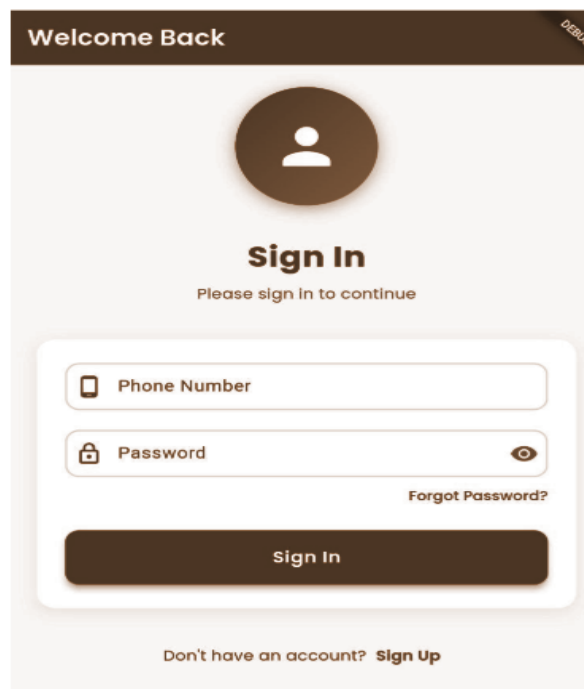 Welcome Back
Sign In
Please sign in to continue
Phone Number
Password
Forgot Password?
Sign In
Don't have an account? Sign Up